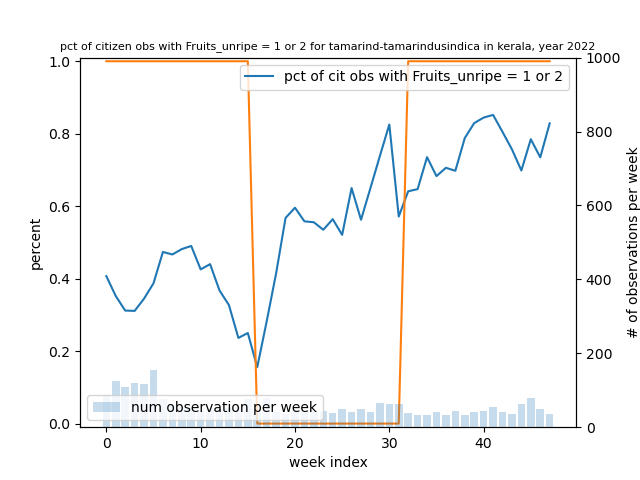 pct of citizen obs with Fruits_unripe = 1 or 2 for tamarind-tamarindusindica in kerala, year 2022
pct of cit obs with Fruits_unripe = 1 or 2
num observation per week
percent
1.0
0.8
0.6
0.4
0.2
0.0
1000
800
600
400
200
0
# of observations per week
0 10 20 30 40
week index